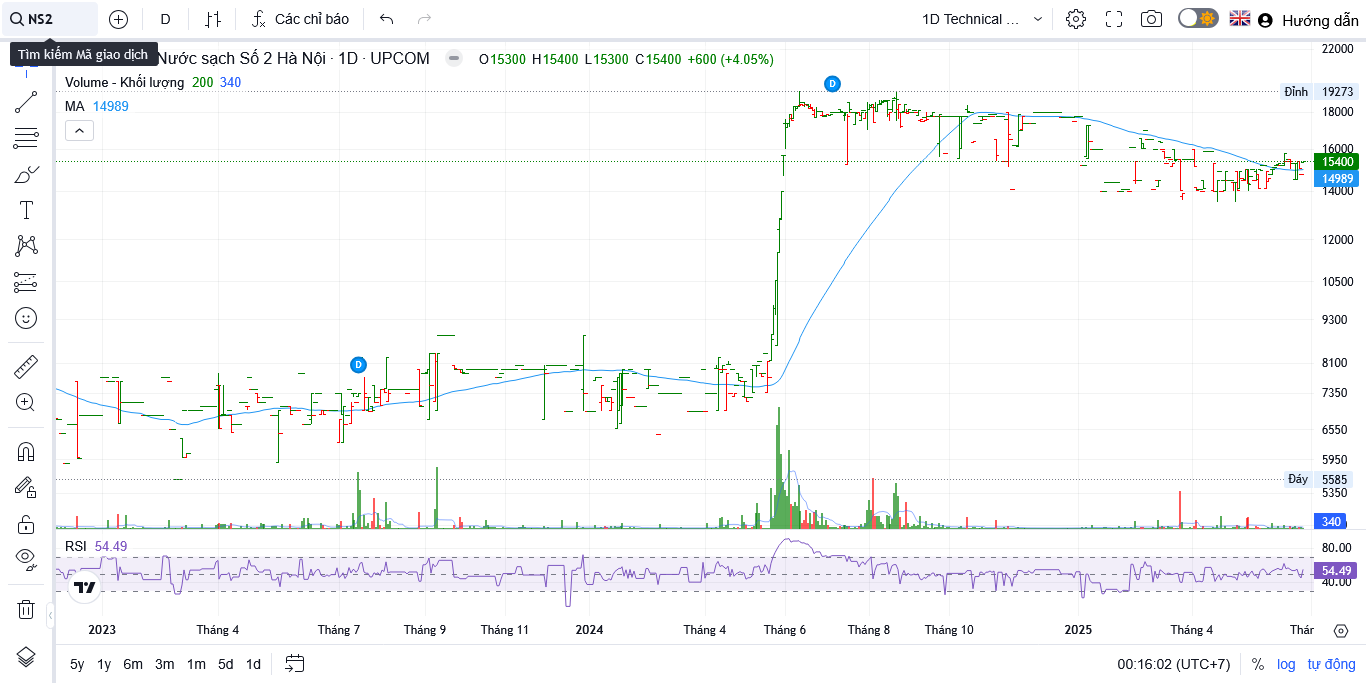 NS2 D Các chỉ báo 1D Technical ... Hướng dẫn
Tìm kiếm Mã giao dịch
Nước sạch Số 2 Hà Nội · 1D · UPCOM O15300 H15400 L15300 C15400 +600 (+4.05%)
Volume - Khối lượng 200 340
MA 14989
D
D
22000
Đỉnh 19273
18000
16000
15400
14989
14000
12000
10500
9300
8100
7350
6550
5950
Đáy 5585
5350
340
RSI 54.49
80.00
54.49
40.00
2023 Tháng 4 Tháng 7 Tháng 9 Tháng 11 2024 Tháng 4 Tháng 6 Tháng 8 Tháng 10 2025 Tháng 4 Thár
5y 1y 6m 3m 1m 5d 1d 00:16:02 (UTC+7) % log tự động